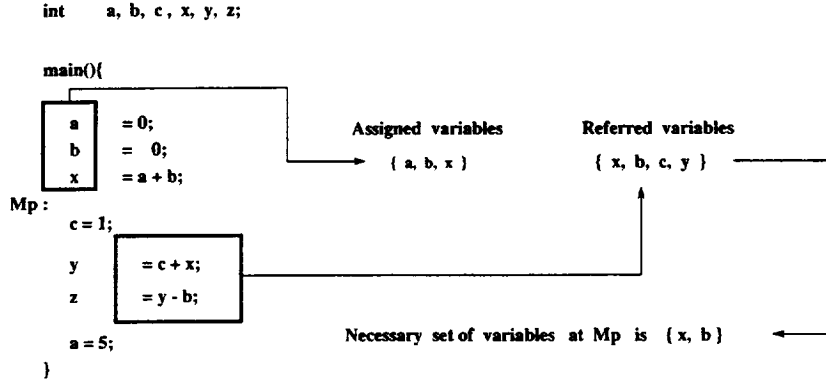 int a, b, c, x, y, z;
main(){
a = 0;
b = 0;
x = a + b;
Mp :
c = 1;
y = c + x;
z = y - b;
a = 5;
}
Assigned variables
{ a, b, x }
Referred variables
{ x, b, c, y }
Necessary set of variables at Mp is { x, b }